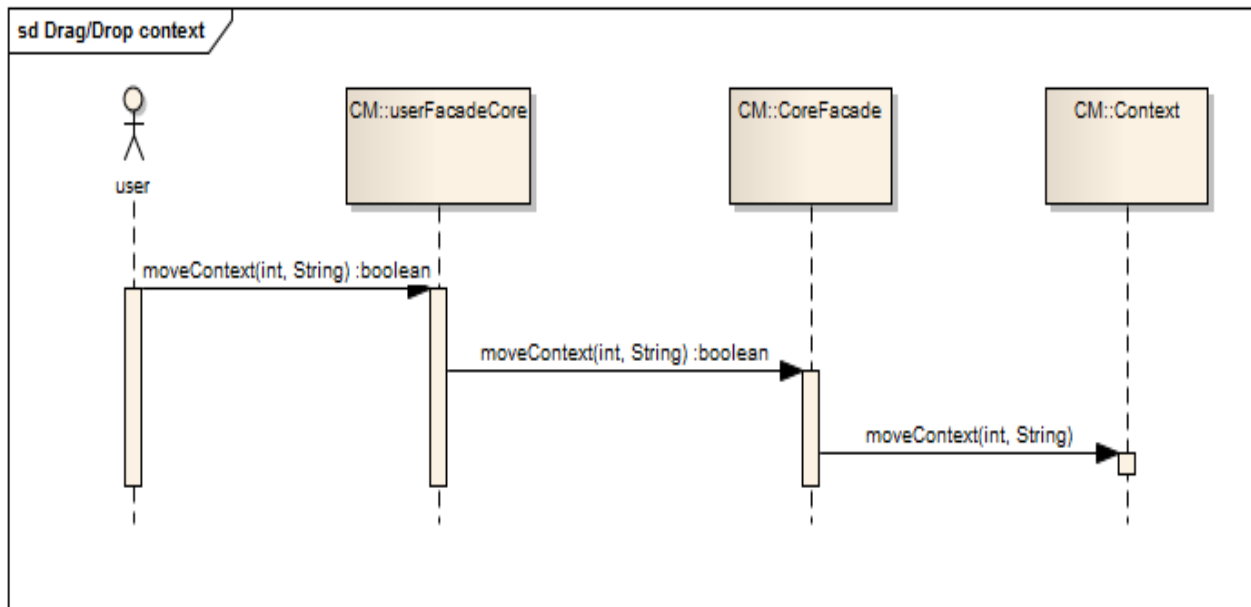 sd Drag/Drop context
CM::userFacadeCore
CM::CoreFacade
CM::Context
user
moveContext(int, String) :boolean
moveContext(int, String) :boolean
moveContext(int, String)